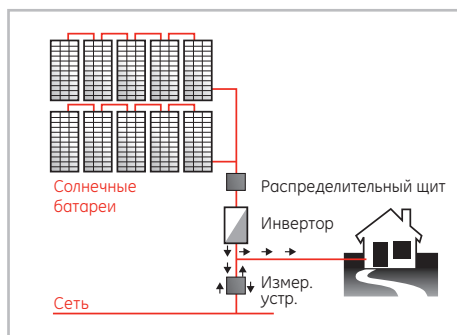 Солнечные
батареи
Распределительный щит
Инвертор
Измер.
устр.
Сеть